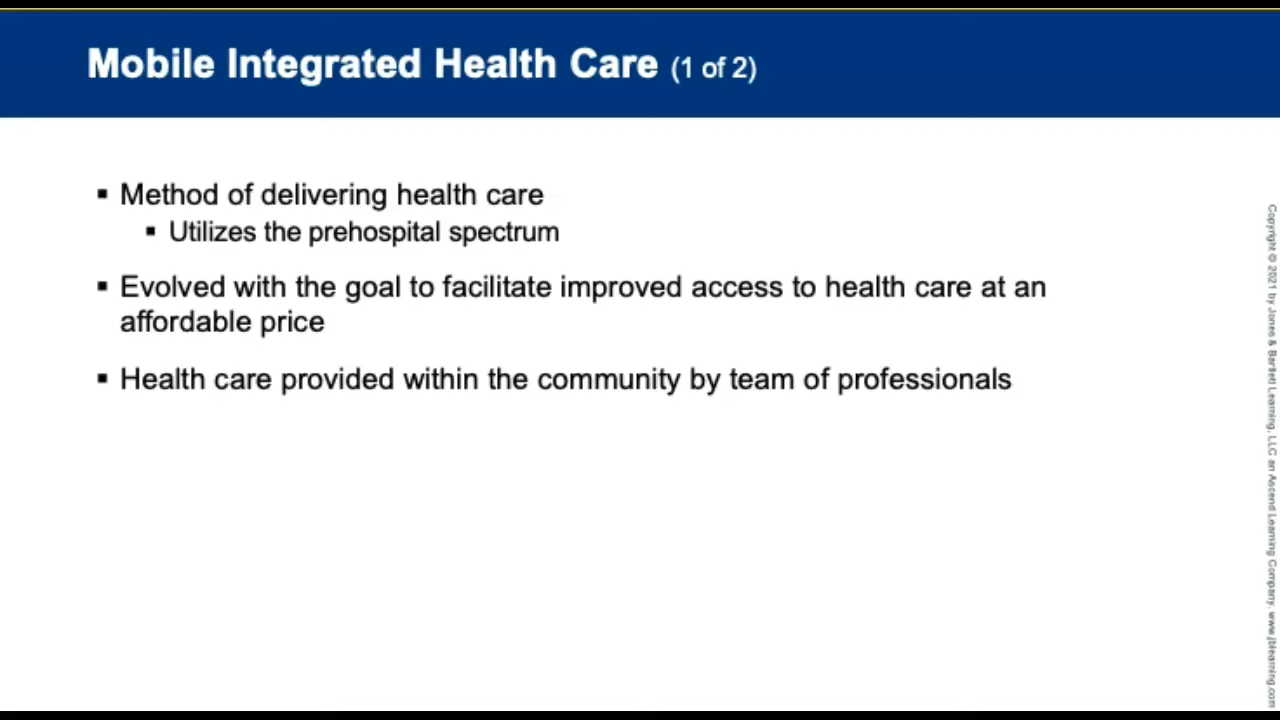 Mobile Integrated Health Care (1 of 2)
▪ Method of delivering health care
▪ Utilizes the prehospital spectrum
▪ Evolved with the goal to facilitate improved access to health care at an
affordable price
▪ Health care provided within the community by team of professionals
Copyright © 2021 by Jones & Bartlett Learning, LLC an Ascend Learning Company. www.jblearning.com